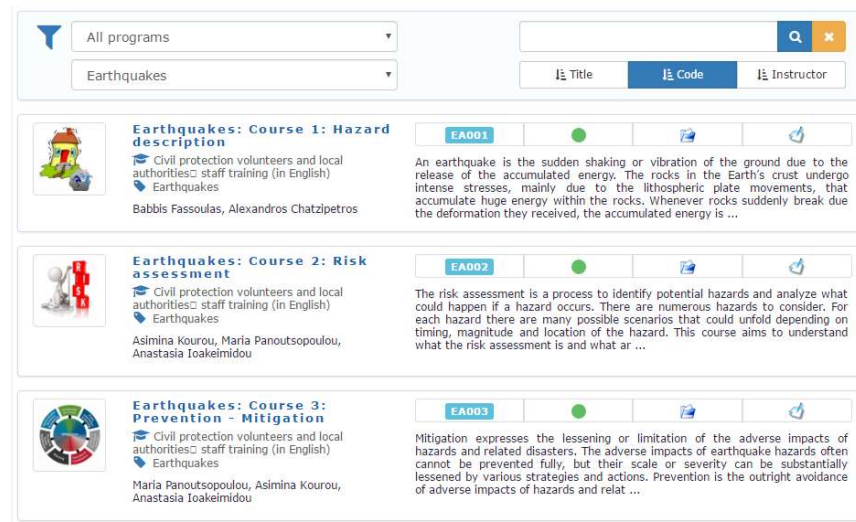 All programs
Earthquakes
Title
Code
Instructor
Earthquakes: Course 1: Hazard
description
Civil protection volunteers and local
authorities□ staff training (in English)
Earthquakes
Babbis Fassoulas, Alexandros Chatzipetros
EA001
An earthquake is the sudden shaking or vibration of the ground due to the
release of the accumulated energy. The rocks in the Earth's crust undergo
intense stresses, mainly due to the lithospheric plate movements, that
accumulate huge energy within the rocks. Whenever rocks suddenly break due
the deformation they received, the accumulated energy is ...
RISK
Earthquakes: Course 2: Risk
assessment
Civil protection volunteers and local
authorities□ staff training (in English)
Earthquakes
Asimina Kourou, Maria Panoutsopoulou,
Anastasia Ioakeimidou
EA002
The risk assessment is a process to identify potential hazards and analyze what
could happen if a hazard occurs. There are numerous hazards to consider. For
each hazard there are many possible scenarios that could unfold depending on
timing, magnitude and location of the hazard. This course aims to understand
what the risk assessment is and what ar ...
Earthquakes: Course 3:
Prevention - Mitigation
Civil protection volunteers and local
authorities□ staff training (in English)
Earthquakes
Maria Panoutsopoulou, Asimina Kourou,
Anastasia Ioakeimidou
EA003
Mitigation expresses the lessening or limitation of the adverse impacts of
hazards and related disasters. The adverse impacts of earthquake hazards often
cannot be prevented fully, but their scale or severity can be substantially
lessened by various strategies and actions. Prevention is the outright avoidance
of adverse impacts of hazards and relat ...